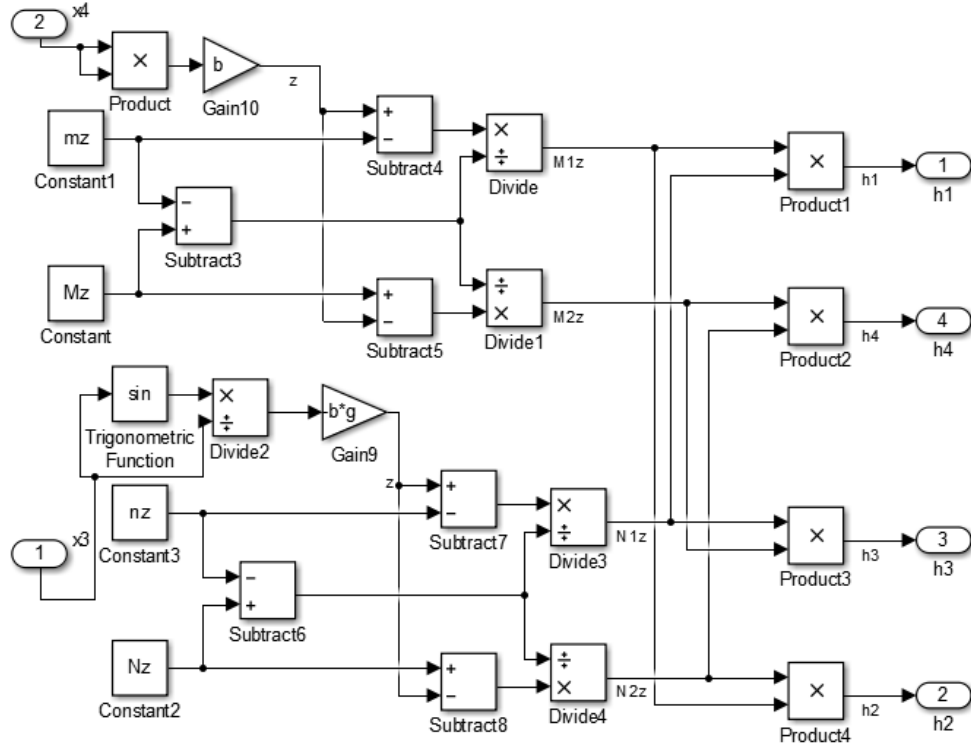 2
x4
×
Product
b
Gain10
z
mz
Constant1
+
−
Subtract4
×
÷
Divide
M1z
×
Product1
h1
1
h1
−
+
Subtract3
Mz
Constant
+
−
Subtract5
÷
×
Divide1
M2z
×
Product2
h4
4
h4
sin
Trigonometric
Function
×
÷
Divide2
b*g
Gain9
z
nz
Constant3
+
−
Subtract7
×
÷
Divide3
N1z
×
Product3
h3
3
h3
1
x3
−
+
Subtract6
Nz
Constant2
+
−
Subtract8
÷
×
Divide4
N2z
×
Product4
h2
2
h2